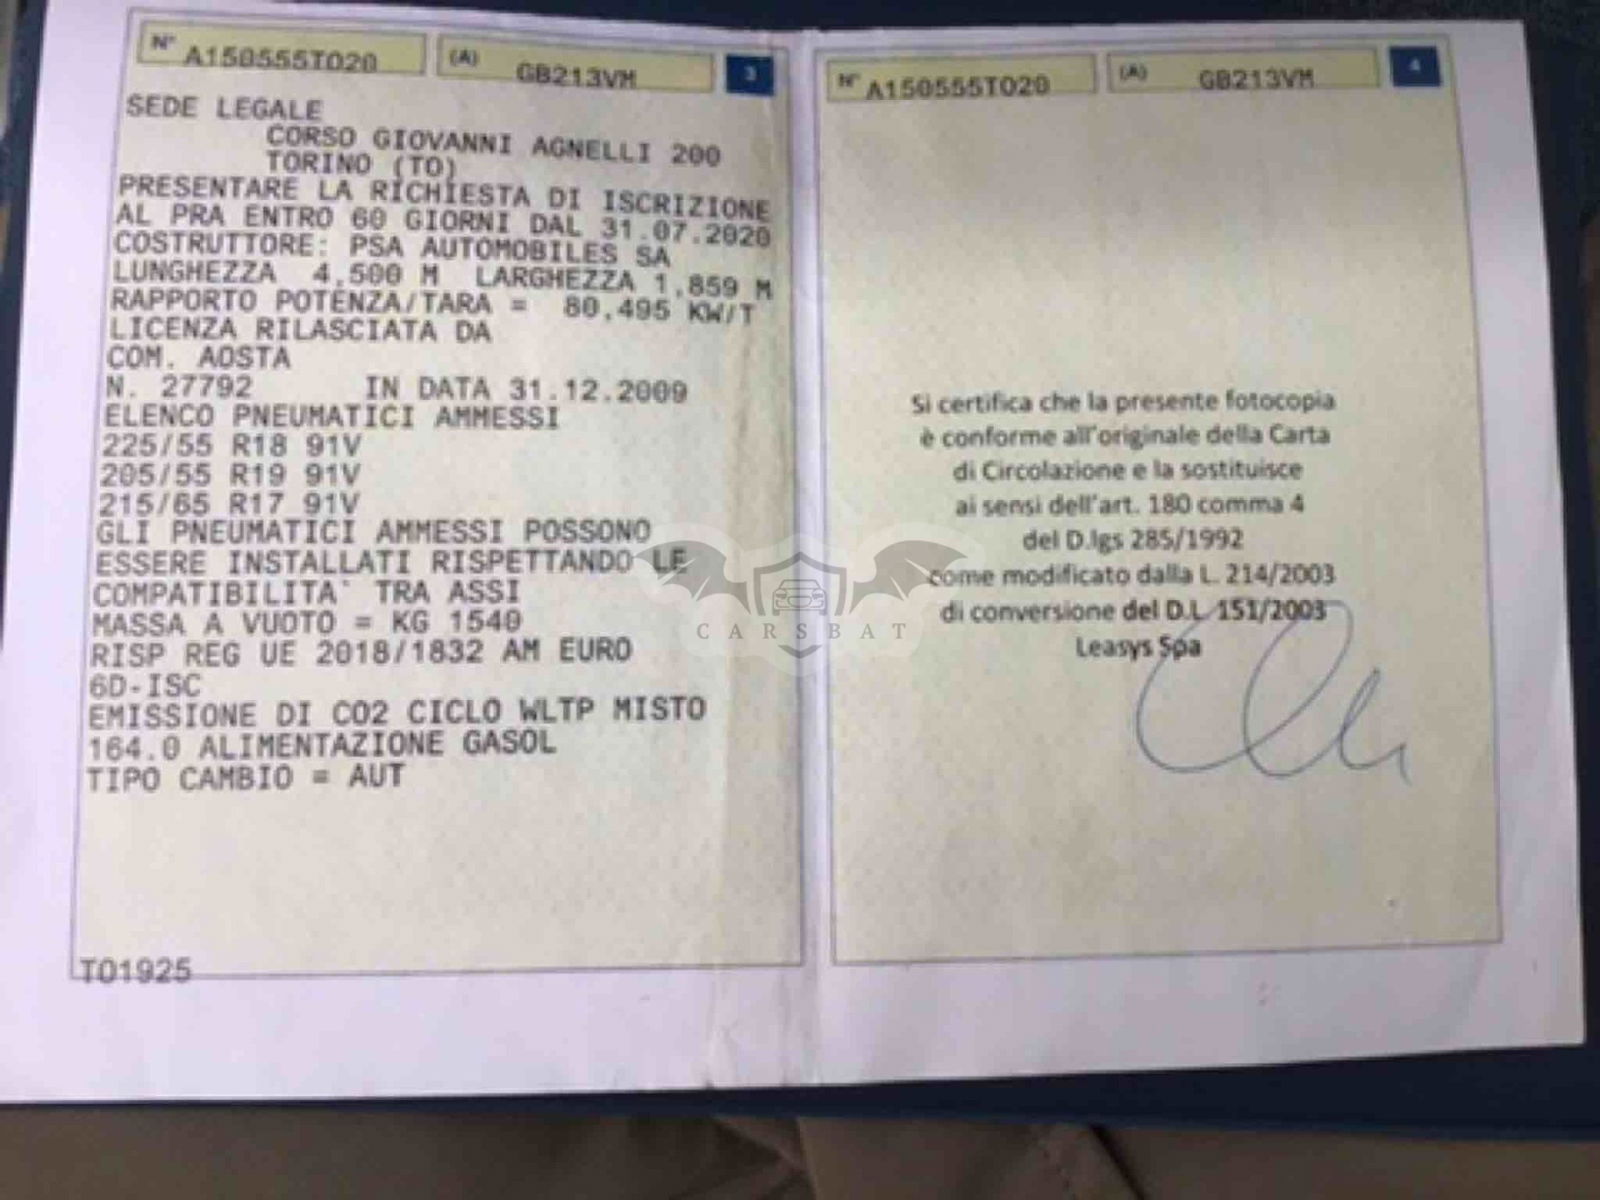 N° A150555TO20 (A) GB213VM 3
SEDE LEGALE
CORSO GIOVANNI AGNELLI 200
TORINO (TO)
PRESENTARE LA RICHIESTA DI ISCRIZIONE
AL PRA ENTRO 60 GIORNI DAL 31.07.2020
COSTRUTTORE: PSA AUTOMOBILES SA
LUNGHEZZA 4,500 M LARGHEZZA 1,859 M
RAPPORTO POTENZA/TARA = 80,495 KW/T
LICENZA RILASCIATA DA
COM. AOSTA
N. 27792 IN DATA 31.12.2009
ELENCO PNEUMATICI AMMESSI
225/55 R18 91V
205/55 R19 91V
215/65 R17 91V
GLI PNEUMATICI AMMESSI POSSONO
ESSERE INSTALLATI RISPETTANDO LE
COMPATIBILITA` TRA ASSI
MASSA A VUOTO = KG 1540
RISP REG UE 2018/1832 AM EURO
6D-ISC
EMISSIONE DI CO2 CICLO WLTP MISTO
164.0 ALIMENTAZIONE GASOL
TIPO CAMBIO = AUT
TO1925
N° A150555TO20 (A) GB213VM 4
Si certifica che la presente fotocopia
è conforme all'originale della Carta
di Circolazione e la sostituisce
ai sensi dell'art. 180 comma 4
del D.lgs 285/1992
come modificato dalla L. 214/2003
di conversione del D.L. 151/2003
Leasys Spa
CARSBAT